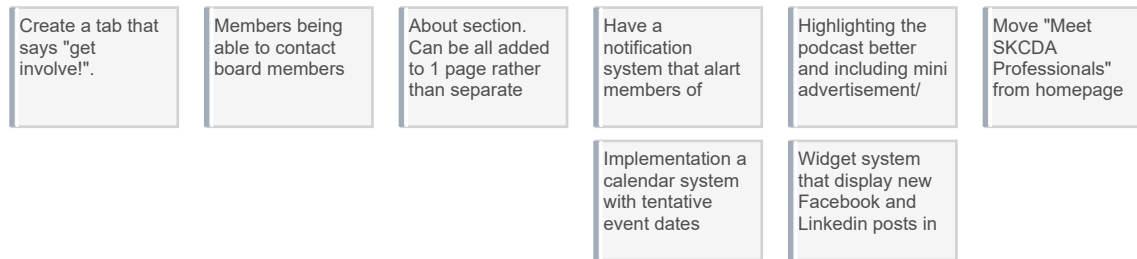 Create a tab that
says "get
involve!".
Members being
able to contact
board members
About section.
Can be all added
to 1 page rather
than separate
Have a
notification
system that alart
members of
Highlighting the
podcast better
and including mini
advertisement/
Move "Meet
SKCDA
Professionals"
from homepage
Implementation a
calendar system
with tentative
event dates
Widget system
that display new
Facebook and
Linkedin posts in